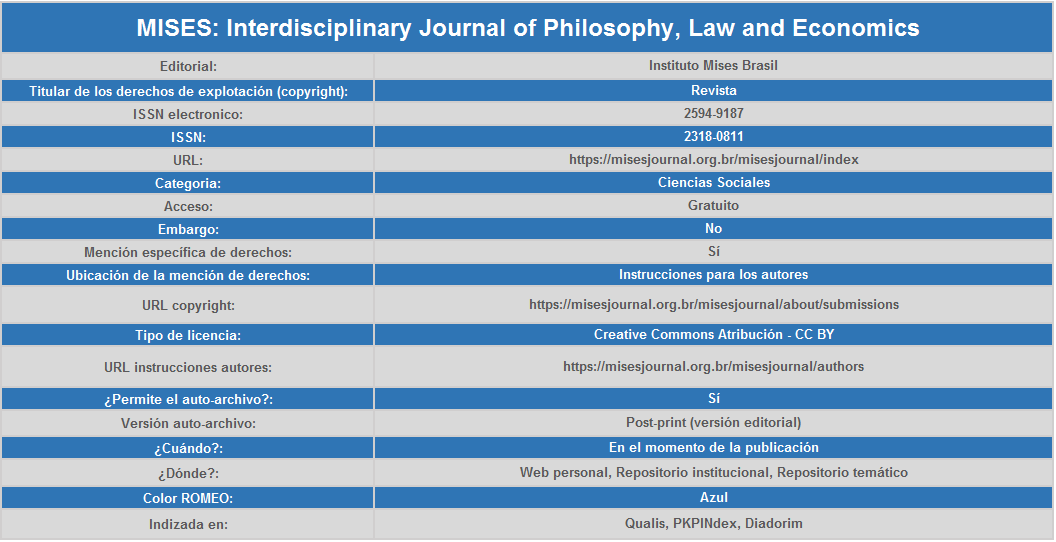 MISES: Interdisciplinary Journal of Philosophy, Law and Economics
Editorial: Instituto Mises Brasil
Titular de los derechos de explotación (copyright): Revista
ISSN electronico: 2594-9187
ISSN: 2318-0811
URL: https://misesjournal.org.br/misesjournal/index
Categoria: Ciencias Sociales
Acceso: Gratuito
Embargo: No
Mención específica de derechos: Sí
Ubicación de la mención de derechos: Instrucciones para los autores
URL copyright: https://misesjournal.org.br/misesjournal/about/submissions
Tipo de licencia: Creative Commons Atribución - CC BY
URL instrucciones autores: https://misesjournal.org.br/misesjournal/authors
¿Permite el auto-archivo?: Sí
Versión auto-archivo: Post-print (versión editorial)
¿Cuándo?: En el momento de la publicación
¿Dónde?: Web personal, Repositorio institucional, Repositorio temático
Color ROMEO: Azul
Indizada en: Qualis, PKPINdex, Diadorim